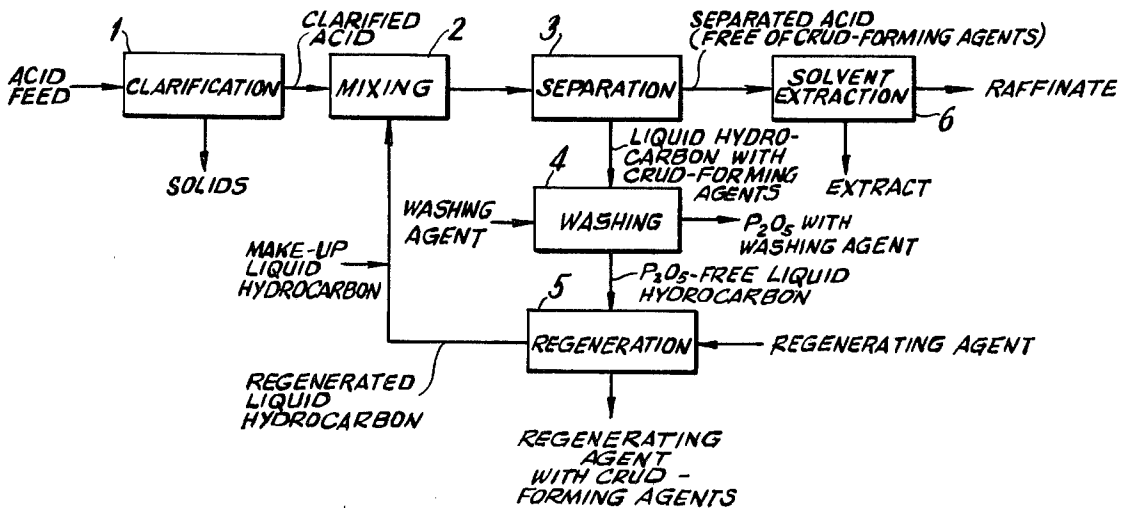 1
CLARIFIED
ACID
2
3
SEPARATED ACID
(FREE OF CRUD-FORMING AGENTS)
ACID
FEED
CLARIFICATION
MIXING
SEPARATION
SOLVENT
EXTRACTION
RAFFINATE
6
SOLIDS
LIQUID HYDRO-
CARBON WITH
CRUD-FORMING
AGENTS
EXTRACT
4
WASHING
AGENT
WASHING
P2O5 WITH
WASHING AGENT
MAKE-UP
LIQUID
HYDROCARBON
P2O5-FREE LIQUID
HYDROCARBON
5
REGENERATION
REGENERATING AGENT
REGENERATED
LIQUID
HYDROCARBON
REGENERATING
AGENT
WITH CRUD-
FORMING AGENTS